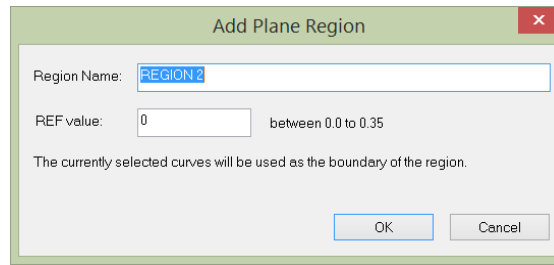 Add Plane Region
x
Region Name: REGION 2
REF value: 0 between 0.0 to 0.35
The currently selected curves will be used as the boundary of the region.
OK Cancel